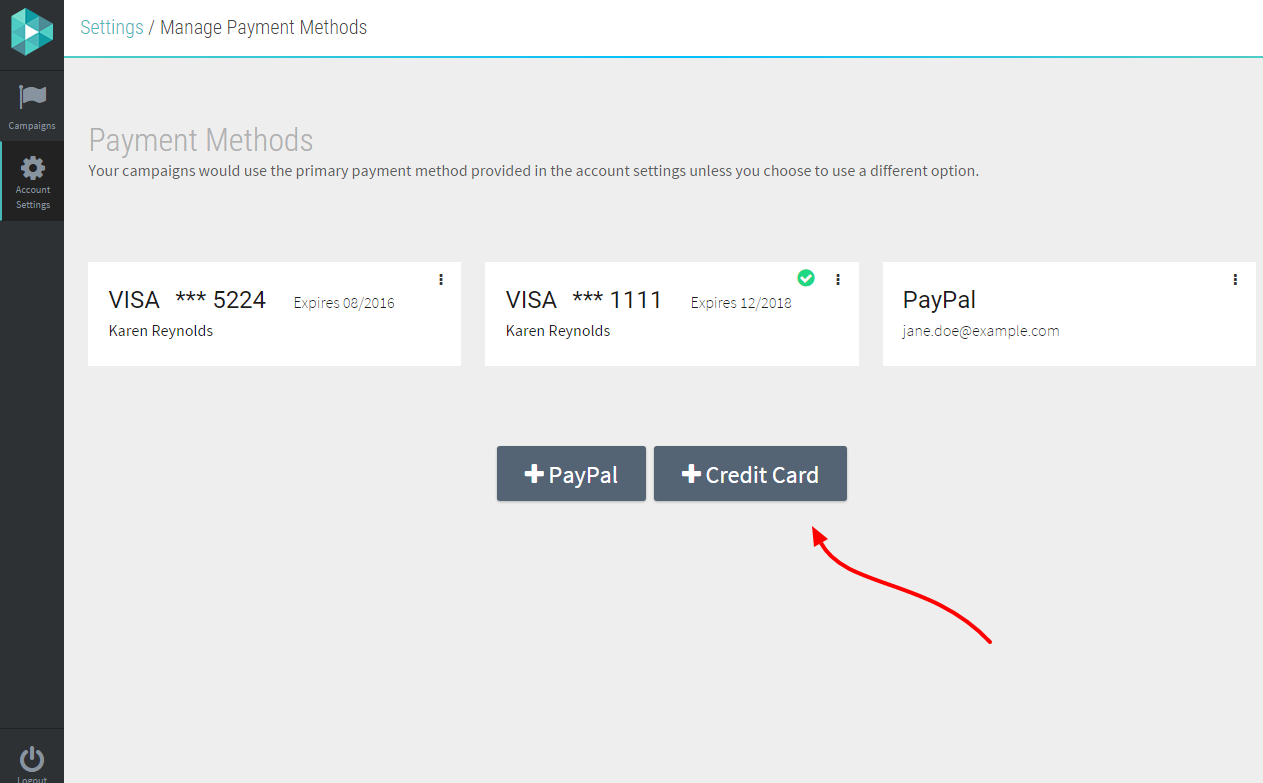 Settings / Manage Payment Methods
Campaigns
Account
Settings
Payment Methods
Your campaigns would use the primary payment method provided in the account settings unless you choose to use a different option.
VISA *** 5224 Expires 08/2016
Karen Reynolds
VISA *** 1111 Expires 12/2018
Karen Reynolds
PayPal
jane.doe@example.com
PayPal
Credit Card
Logout